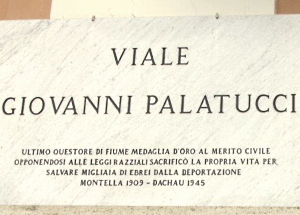 VIALE
GIOVANNI PALATUCCI
ULTIMO QUESTORE DI FIUME MEDAGLIA D'ORO AL MERITO CIVILE
OPPONENDOSI ALLE LEGGI RAZZIALI SACRIFICÒ LA PROPRIA VITA PER
SALVARE MIGLIAIA DI EBREI DALLA DEPORTAZIONE
MONTELLA 1909 - DACHAU 1945